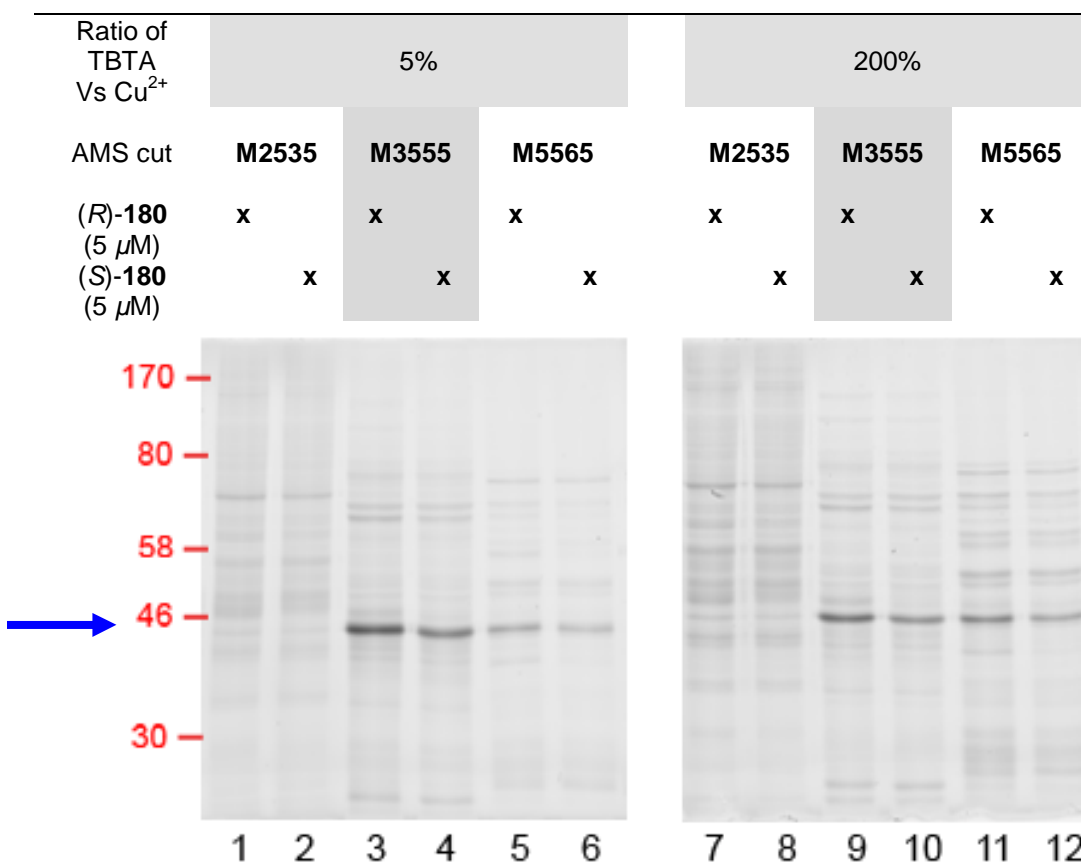 Ratio of
TBTA
Vs Cu2+
5%
200%
AMS cut M2535 M3555 M5565 M2535 M3555 M5565
(R)-180 x x x x x x
(5 µM)
(S)-180 x x x x x x
(5 µM)
170
80
58
46
30
1 2 3 4 5 6 7 8 9 10 11 12